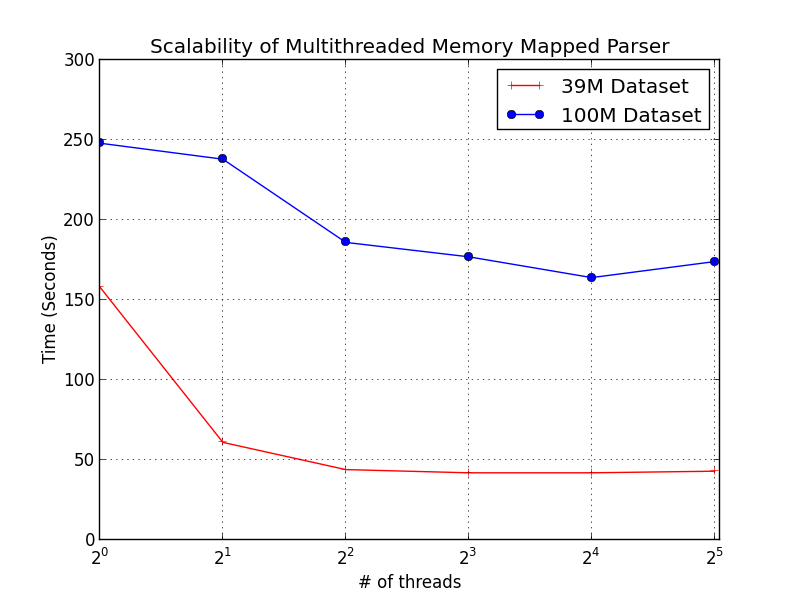 Scalability of Multithreaded Memory Mapped Parser
39M Dataset
100M Dataset
300
250
200
150
100
50
0
Time (Seconds)
2^0 2^1 2^2 2^3 2^4 2^5
# of threads